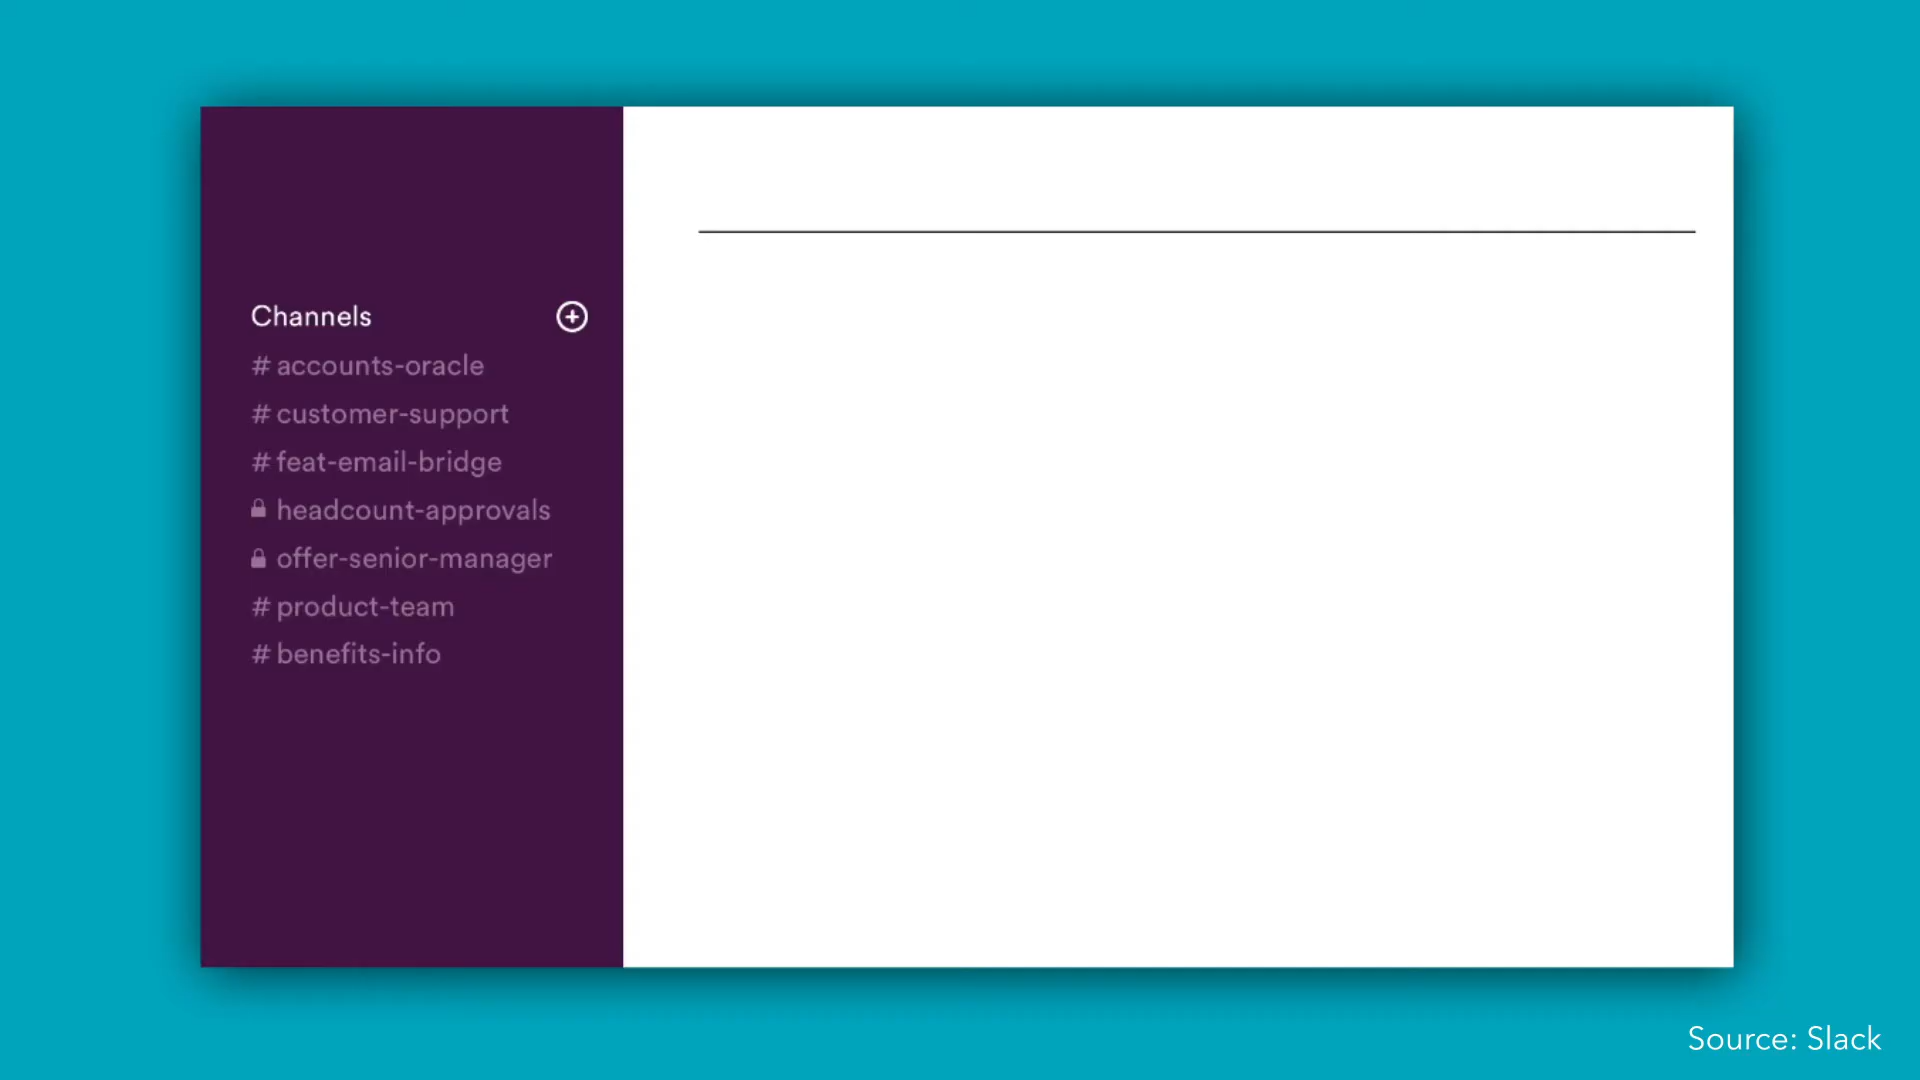 Channels
# accounts-oracle
# customer-support
# feat-email-bridge
headcount-approvals
offer-senior-manager
# product-team
# benefits-info
Source: Slack